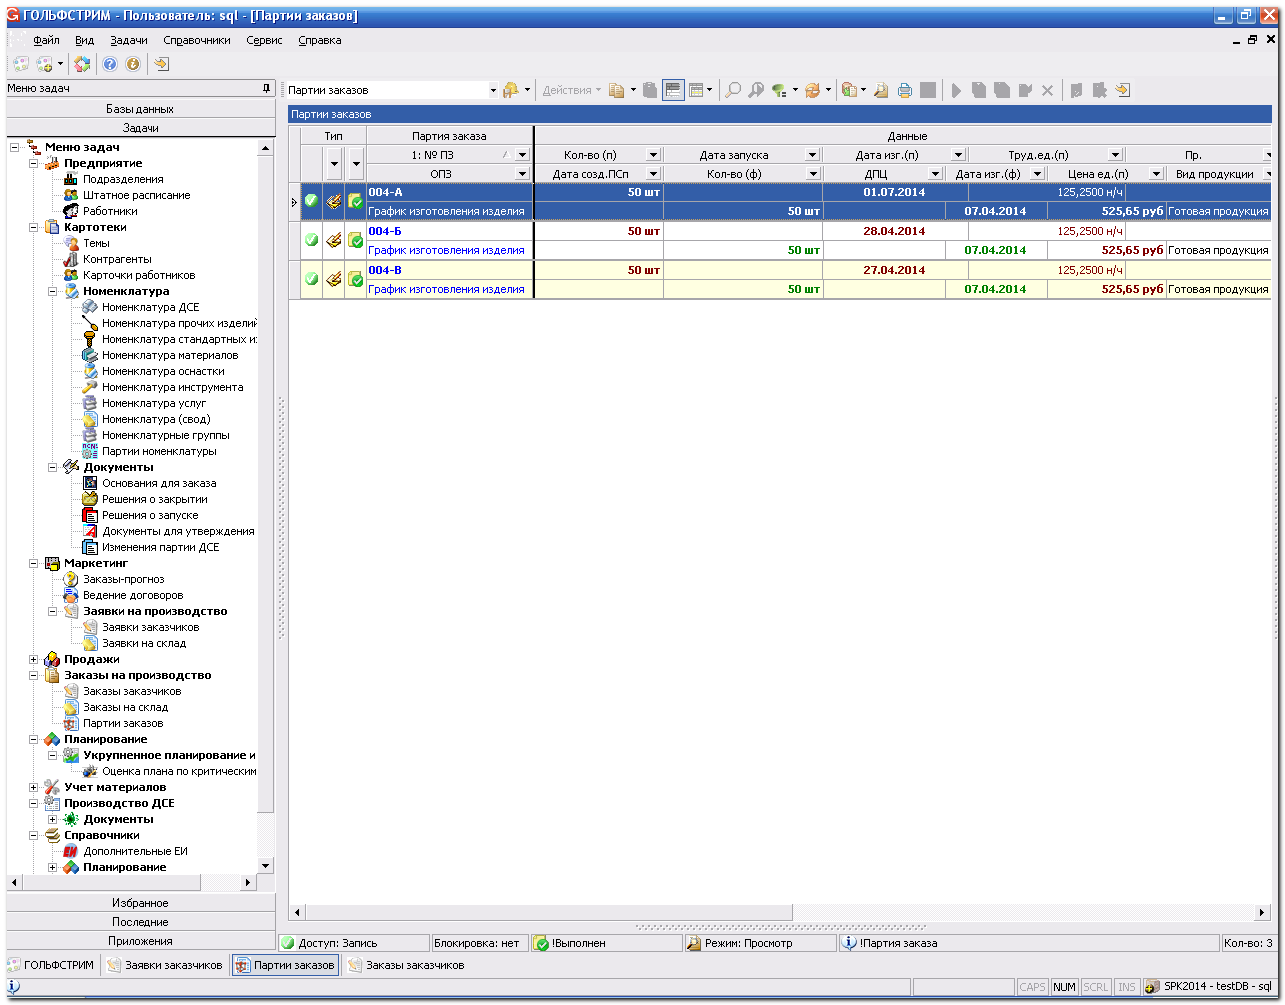 ГОЛЬФСТРИМ - Пользователь: sql - [Партии заказов]
Файл Вид Задачи Справочники Сервис Справка
Меню задач
Базы данных
Задачи
Меню задач
Предприятие
Подразделения
Штатное расписание
Работники
Картотеки
Темы
Контрагенты
Карточки работников
Номенклатура
Номенклатура ДСЕ
Номенклатура прочих изделий
Номенклатура стандартных и:
Номенклатура материалов
Номенклатура оснастки
Номенклатура инструмента
Номенклатура услуг
Номенклатура (свод)
Номенклатурные группы
Партии номенклатуры
Документы
Основания для заказа
Решения о закрытии
Решения о запуске
Документы для утверждения
Изменения партии ДСЕ
Маркетинг
Заказы-прогноз
Ведение договоров
Заявки на производство
Заявки заказчиков
Заявки на склад
Продажи
Заказы на производство
Заказы заказчиков
Заказы на склад
Партии заказов
Планирование
Укрупненное планирование и
Оценка плана по критическим
Учет материалов
Производство ДСЕ
Документы
Справочники
Дополнительные ЕИ
Планирование
Избранное
Последние
Приложения
Партии заказов Действия
Партии заказов
Тип Партия заказа Данные
1: № ПЗ Кол-во (п) Дата запуска Дата изг.(п) Труд.ед.(п) Пр.
ОПЗ Дата созд.ПСп Кол-во (ф) ДПЦ Дата изг.(ф) Цена ед.(п) Вид продукции
004-А 50 шт 01.07.2014 125,2500 н/ч
График изготовления изделия 50 шт 07.04.2014 525,65 руб Готовая продукция
004-Б 50 шт 28.04.2014 125,2500 н/ч
График изготовления изделия 50 шт 07.04.2014 525,65 руб Готовая продукция
004-В 50 шт 27.04.2014 125,2500 н/ч
График изготовления изделия 50 шт 07.04.2014 525,65 руб Готовая продукция
Доступ: Запись Блокировка: нет !Выполнен Режим: Просмотр !Партия заказа Кол-во: 3
ГОЛЬФСТРИМ Заявки заказчиков Партии заказов Заказы заказчиков
CAPS NUM SCRL INS SPK2014 - testDB - sql